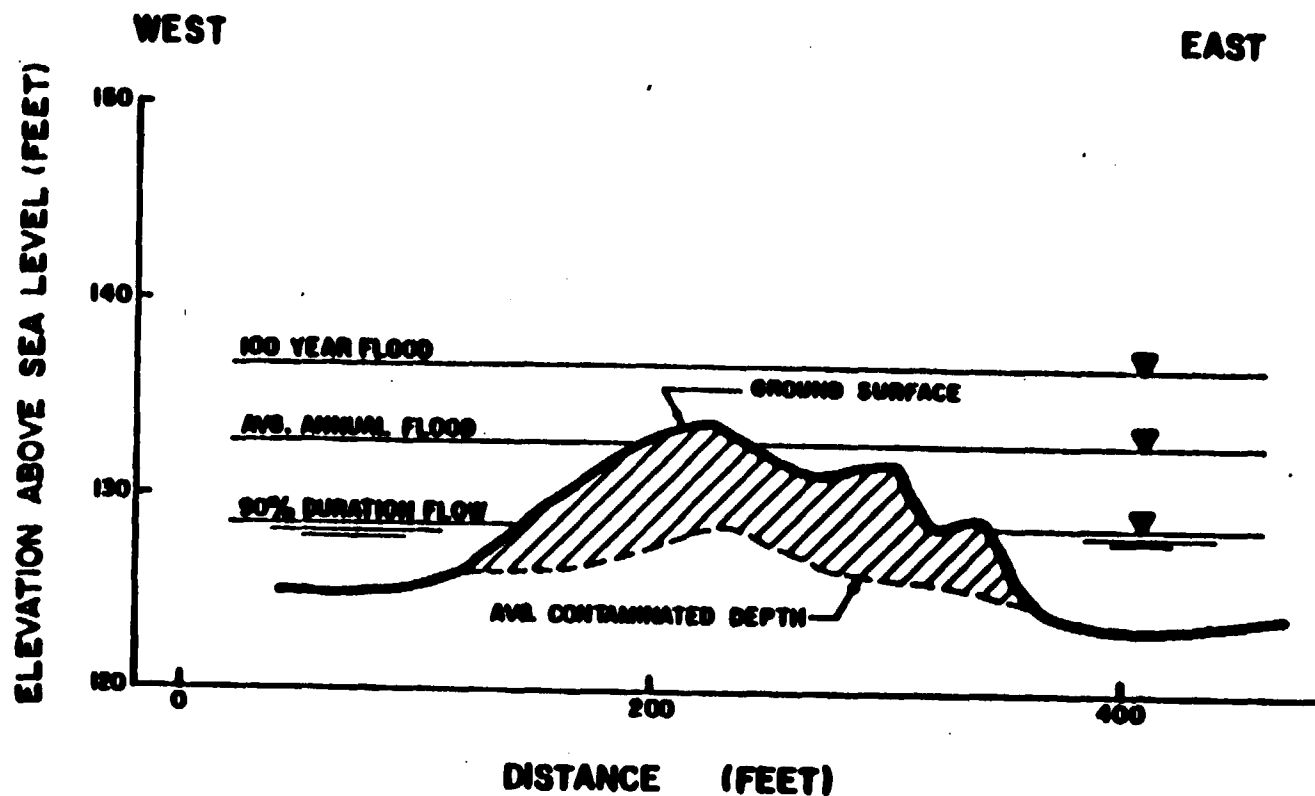 WEST
EAST
ELEVATION ABOVE SEA LEVEL (FEET)
150
140
100 YEAR FLOOD
GROUND SURFACE
AVG. ANNUAL FLOOD
130
90% DURATION FLOW
AVG. CONTAMINATED DEPTH
120
0
200
400
DISTANCE (FEET)